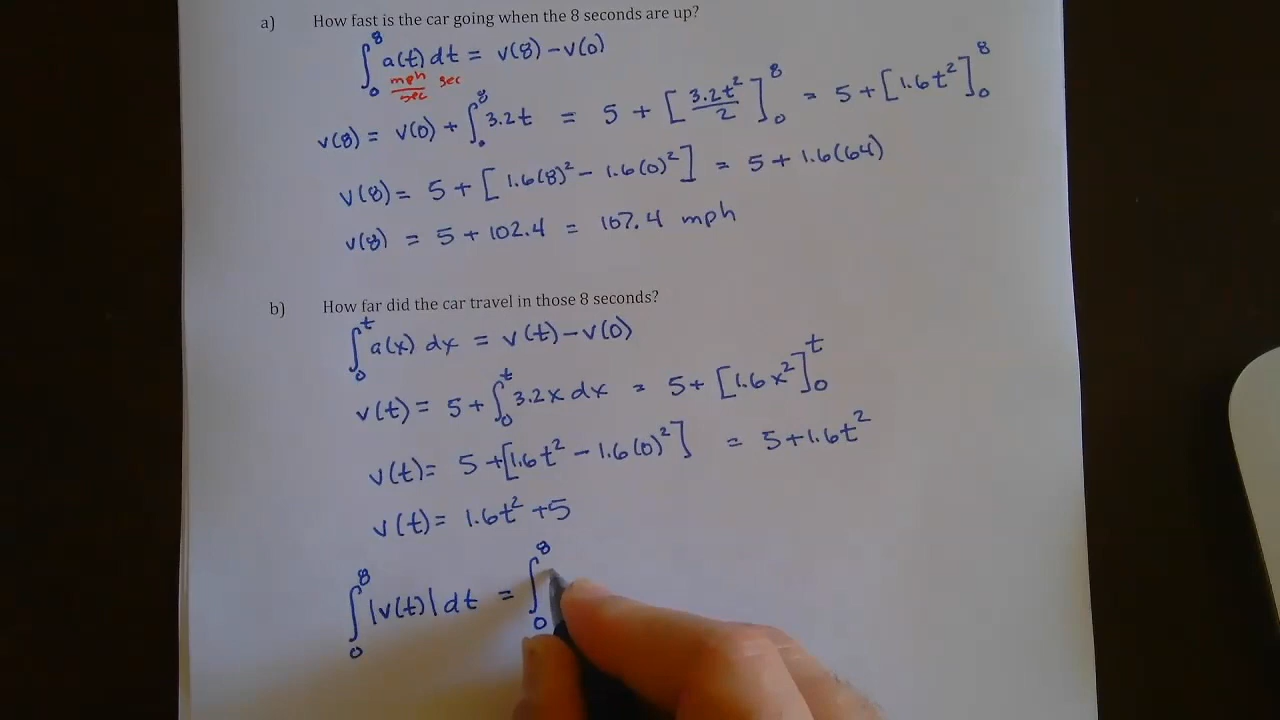 a) How fast is the car going when the 8 seconds are up?
∫₀⁸ a(t) dt = v(8) – v(0)
mph/sec sec
v(8) = v(0) + ∫₀⁸ 3.2t = 5 + [3.2t²/2]₀⁸ = 5 + [1.6t²]₀⁸
v(8) = 5 + [1.6(8)² – 1.6(0)²] = 5 + 1.6(64)
v(8) = 5 + 102.4 = 107.4 mph
b) How far did the car travel in those 8 seconds?
∫₀ᵗ a(x) dx = v(t) – v(0)
v(t) = 5 + ∫₀ᵗ 3.2x dx = 5 + [1.6x²]₀ᵗ
v(t) = 5 + [1.6t² – 1.6(0)²] = 5 + 1.6t²
v(t) = 1.6t² + 5
∫₀⁸ |v(t)| dt = ∫₀⁸